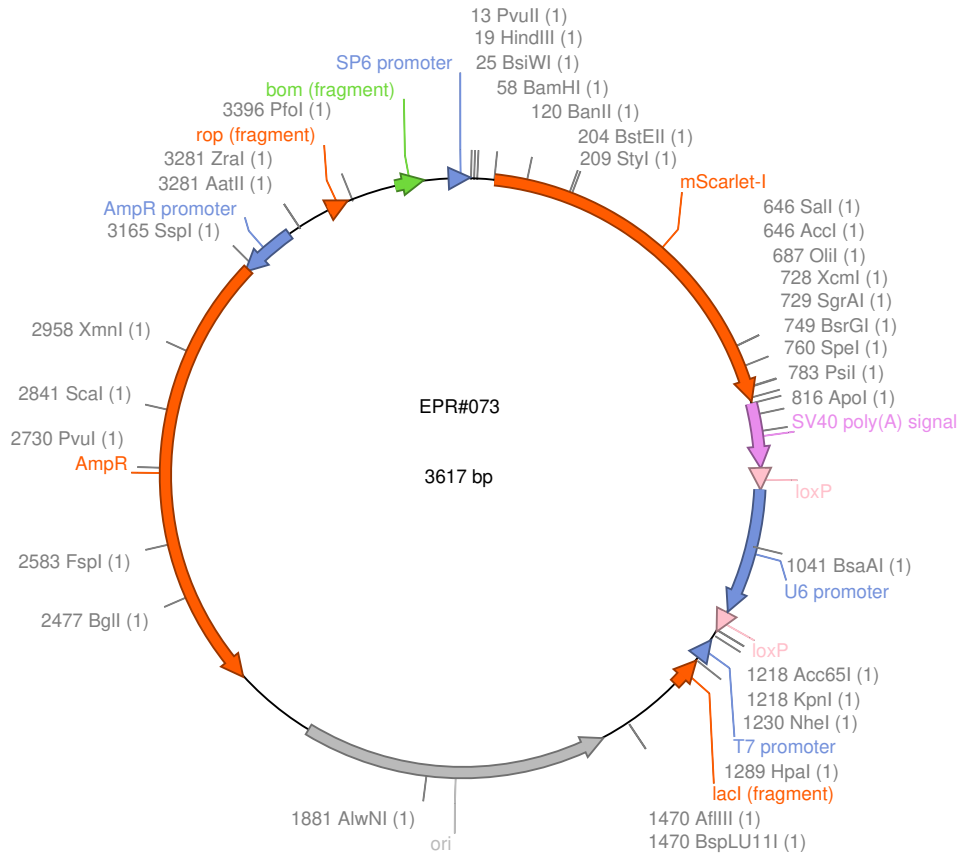 13 PvuII (1)
19 HindIII (1)
25 BsiWI (1)
58 BamHI (1)
120 BanII (1)
204 BstEII (1)
209 StyI (1)
mScarlet-I
646 SalI (1)
646 AccI (1)
687 OliI (1)
728 XcmI (1)
729 SgrAI (1)
749 BsrGI (1)
760 SpeI (1)
783 PsiI (1)
816 ApoI (1)
SV40 poly(A) signal
loxP
1041 BsaAI (1)
U6 promoter
loxP
1218 Acc65I (1)
1218 KpnI (1)
1230 NheI (1)
T7 promoter
1289 HpaI (1)
lacI (fragment)
1470 AflIII (1)
1470 BspLU11I (1)
ori
1881 AlwNI (1)
2477 BglI (1)
2583 FspI (1)
AmpR
2730 PvuI (1)
2841 ScaI (1)
2958 XmnI (1)
3165 SspI (1)
AmpR promoter
3281 AatII (1)
3281 ZraI (1)
rop (fragment)
3396 PfoI (1)
bom (fragment)
SP6 promoter
EPR#073
3617 bp